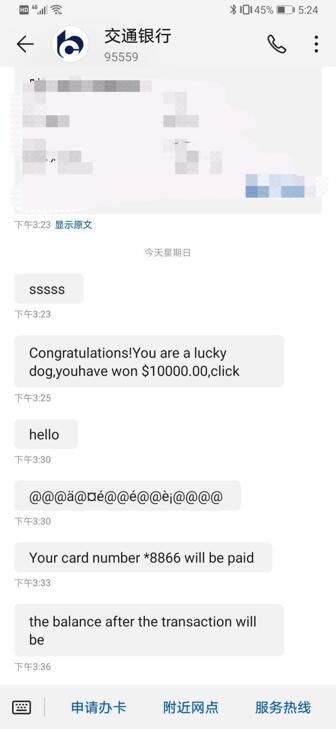 HD 4G 45% 5:24
交通银行
95559
下午3:23 显示原文
今天星期日
sssss
下午3:23
Congratulations!You are a lucky
dog,youhave won $10000.00,click
下午3:25
hello
下午3:30
@@@ä@¤é@@é@@è¡@@@@
下午3:30
Your card number *8866 will be paid
下午3:33
the balance after the transaction will
be
下午3:36
申请办卡 附近网点 服务热线